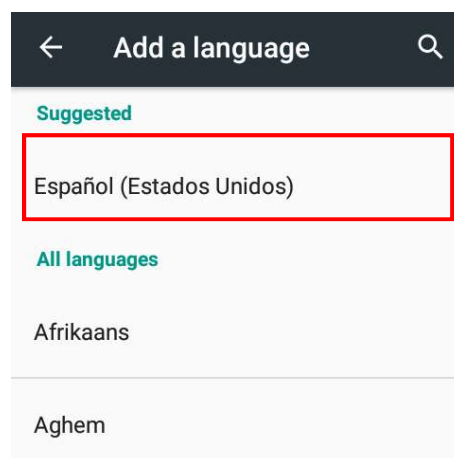 Add a language
Suggested
Español (Estados Unidos)
All languages
Afrikaans
Aghem